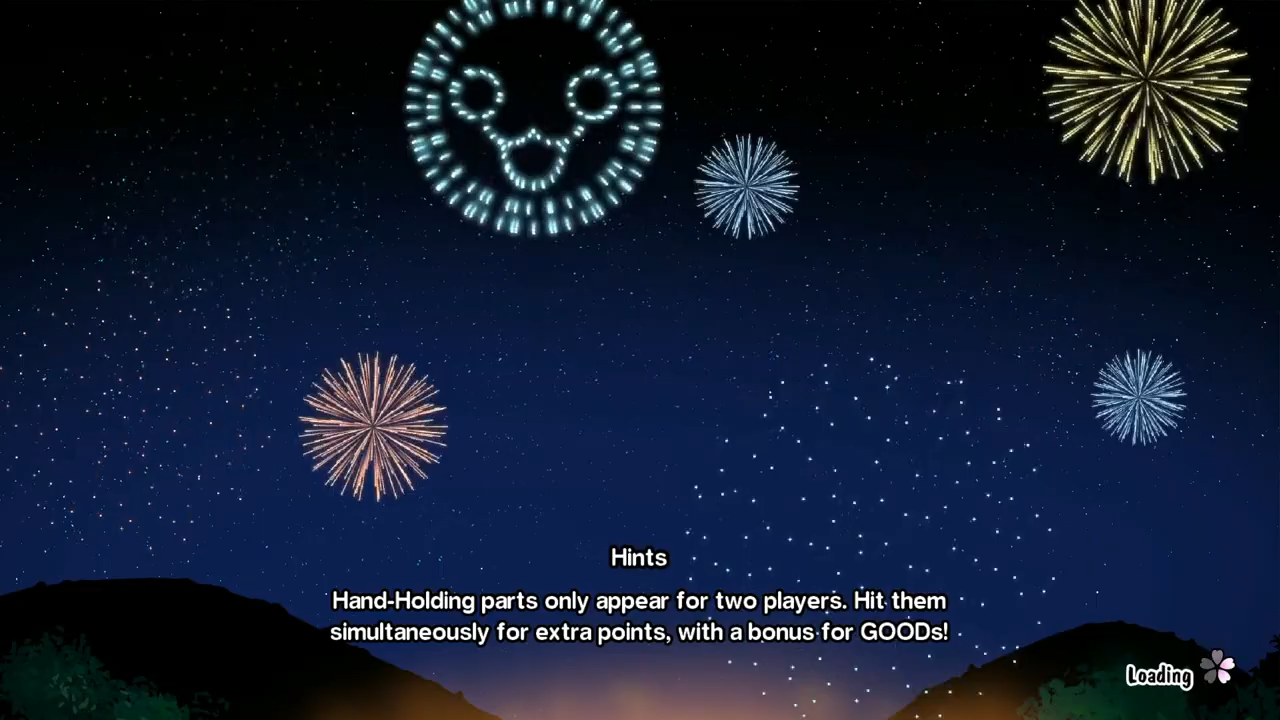 Hints
Hand-Holding parts only appear for two players. Hit them
simultaneously for extra points, with a bonus for GOODs!
Loading